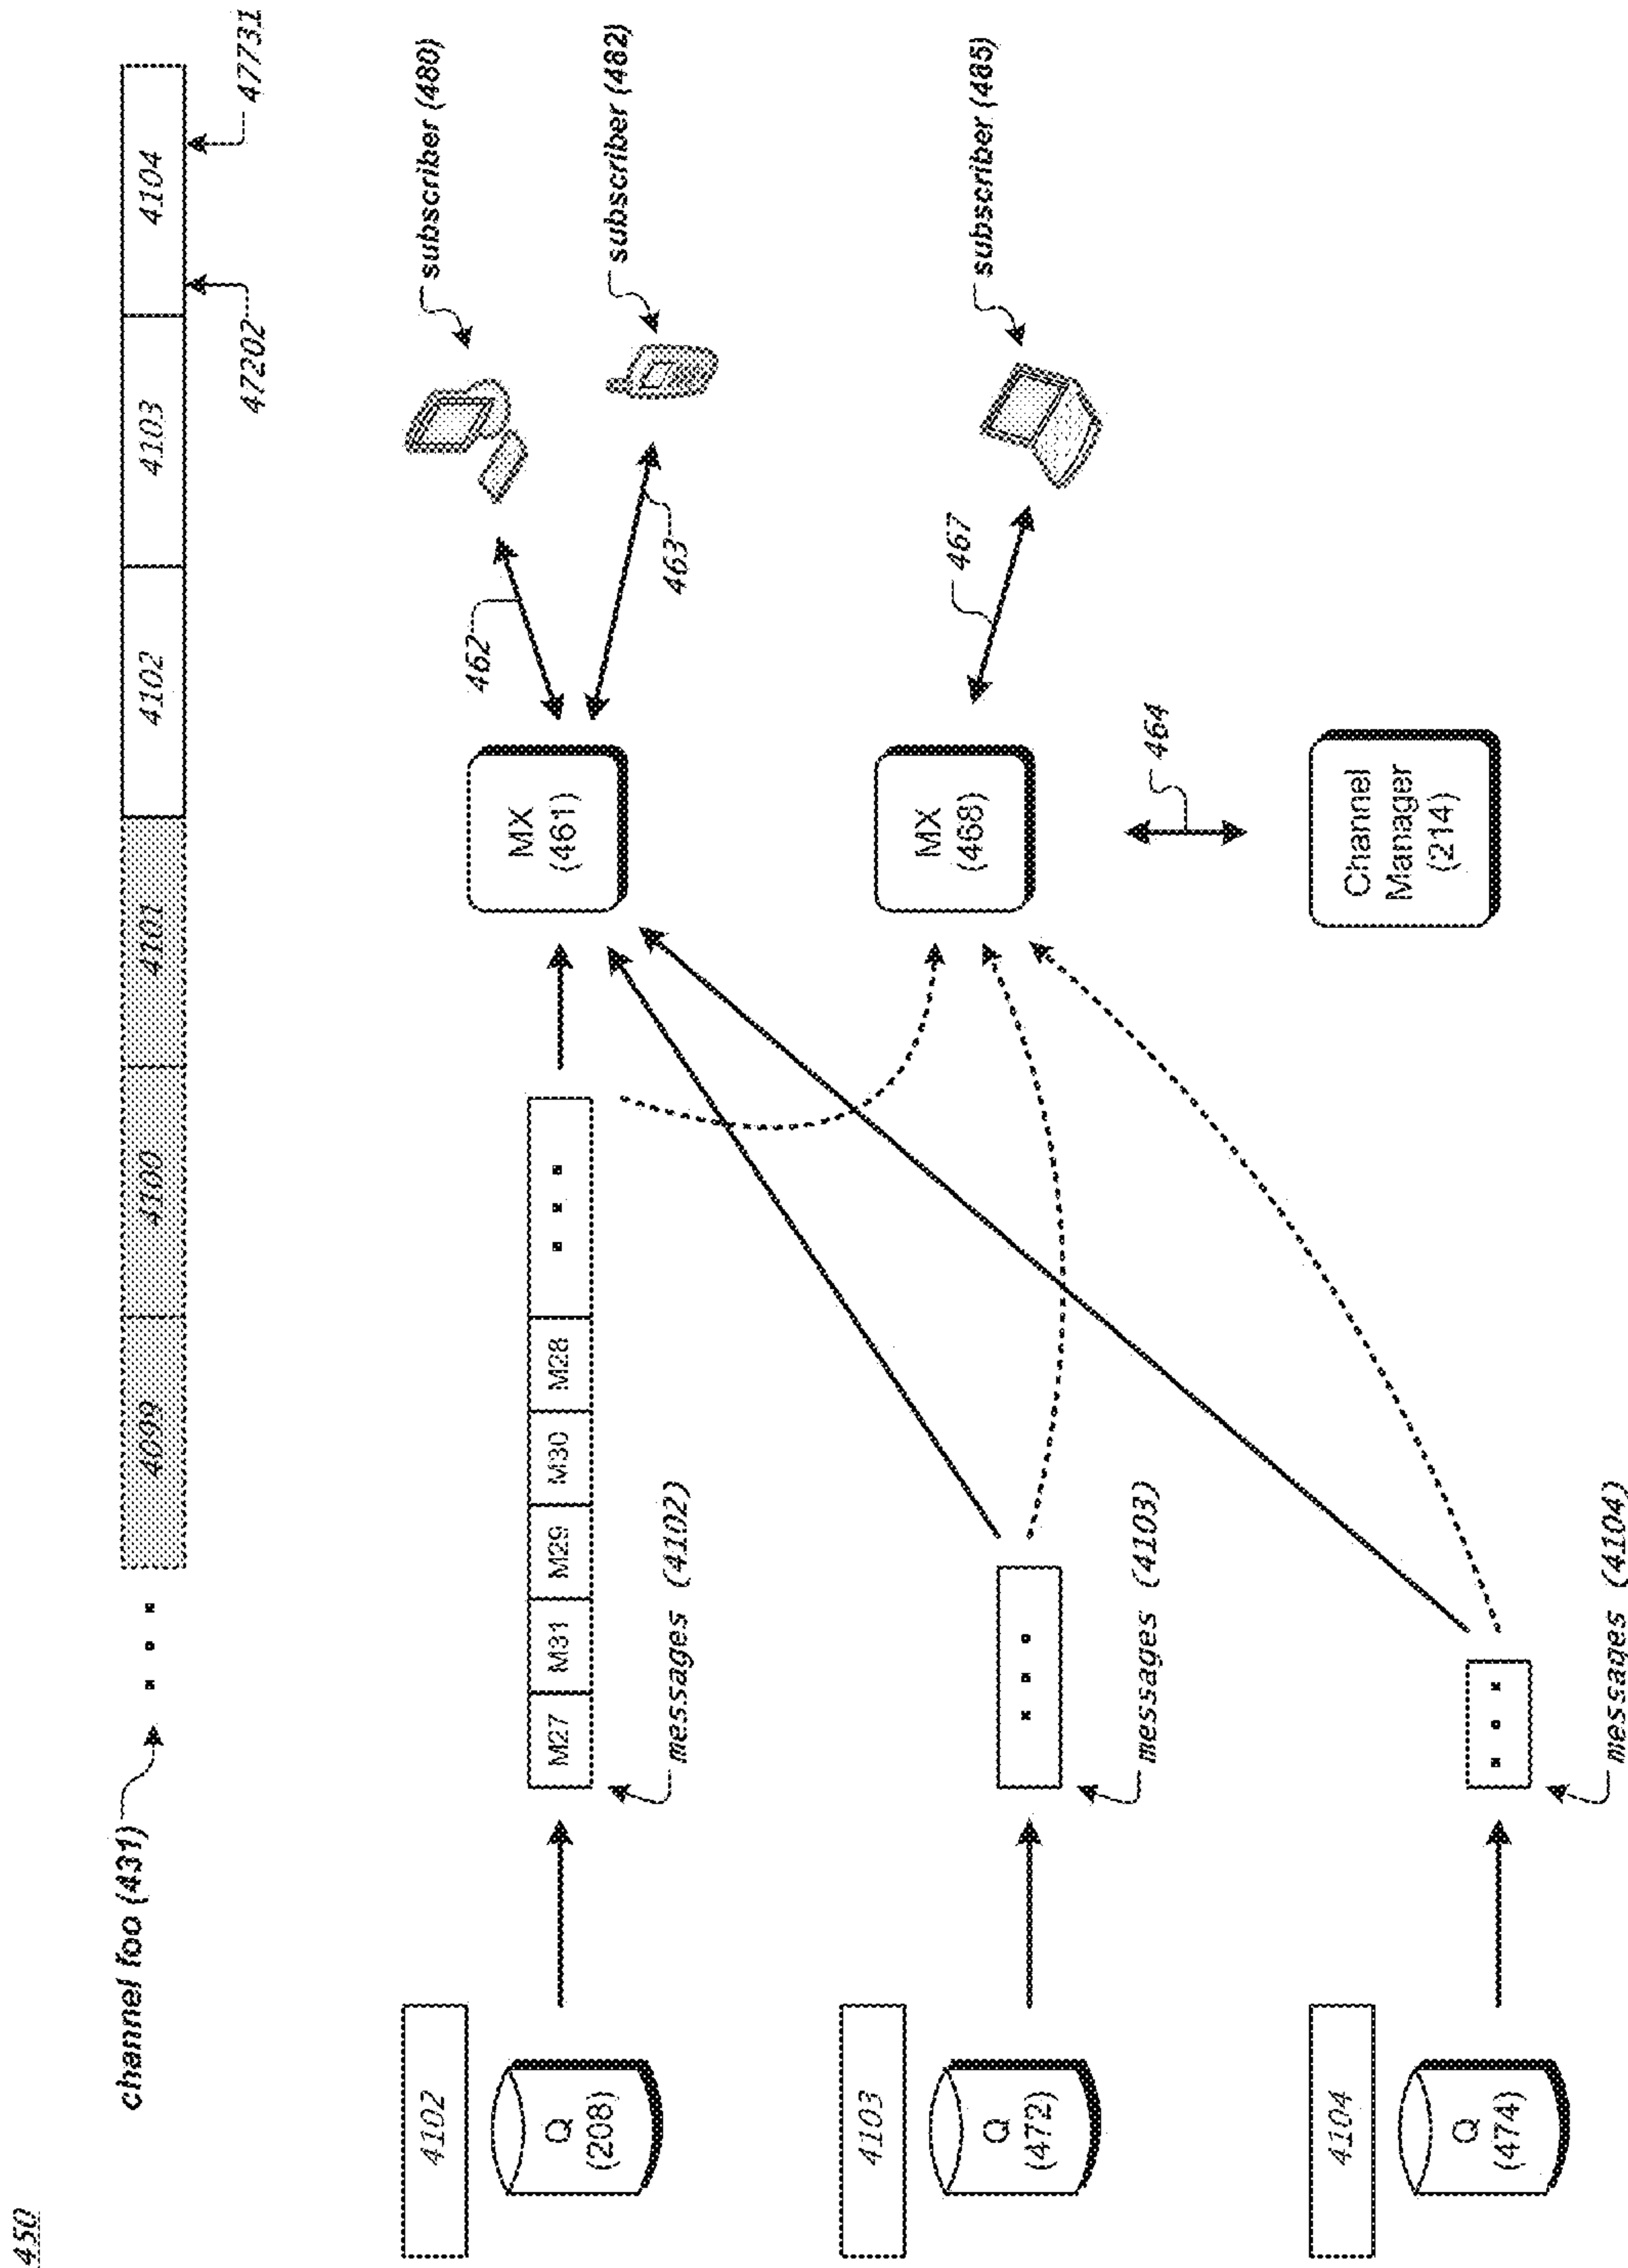 450
channel foo (431)
4099
4100
4101
4102
4103
4104
47202
47731
4102
Q
(208)
M27
M31
M29
M30
M28
messages (4102)
MX
(461)
462
463
subscriber (480)
subscriber (482)
4103
Q
(472)
messages (4103)
MX
(468)
467
subscriber (485)
464
4104
Q
(474)
messages (4104)
Channel
Manager
(214)